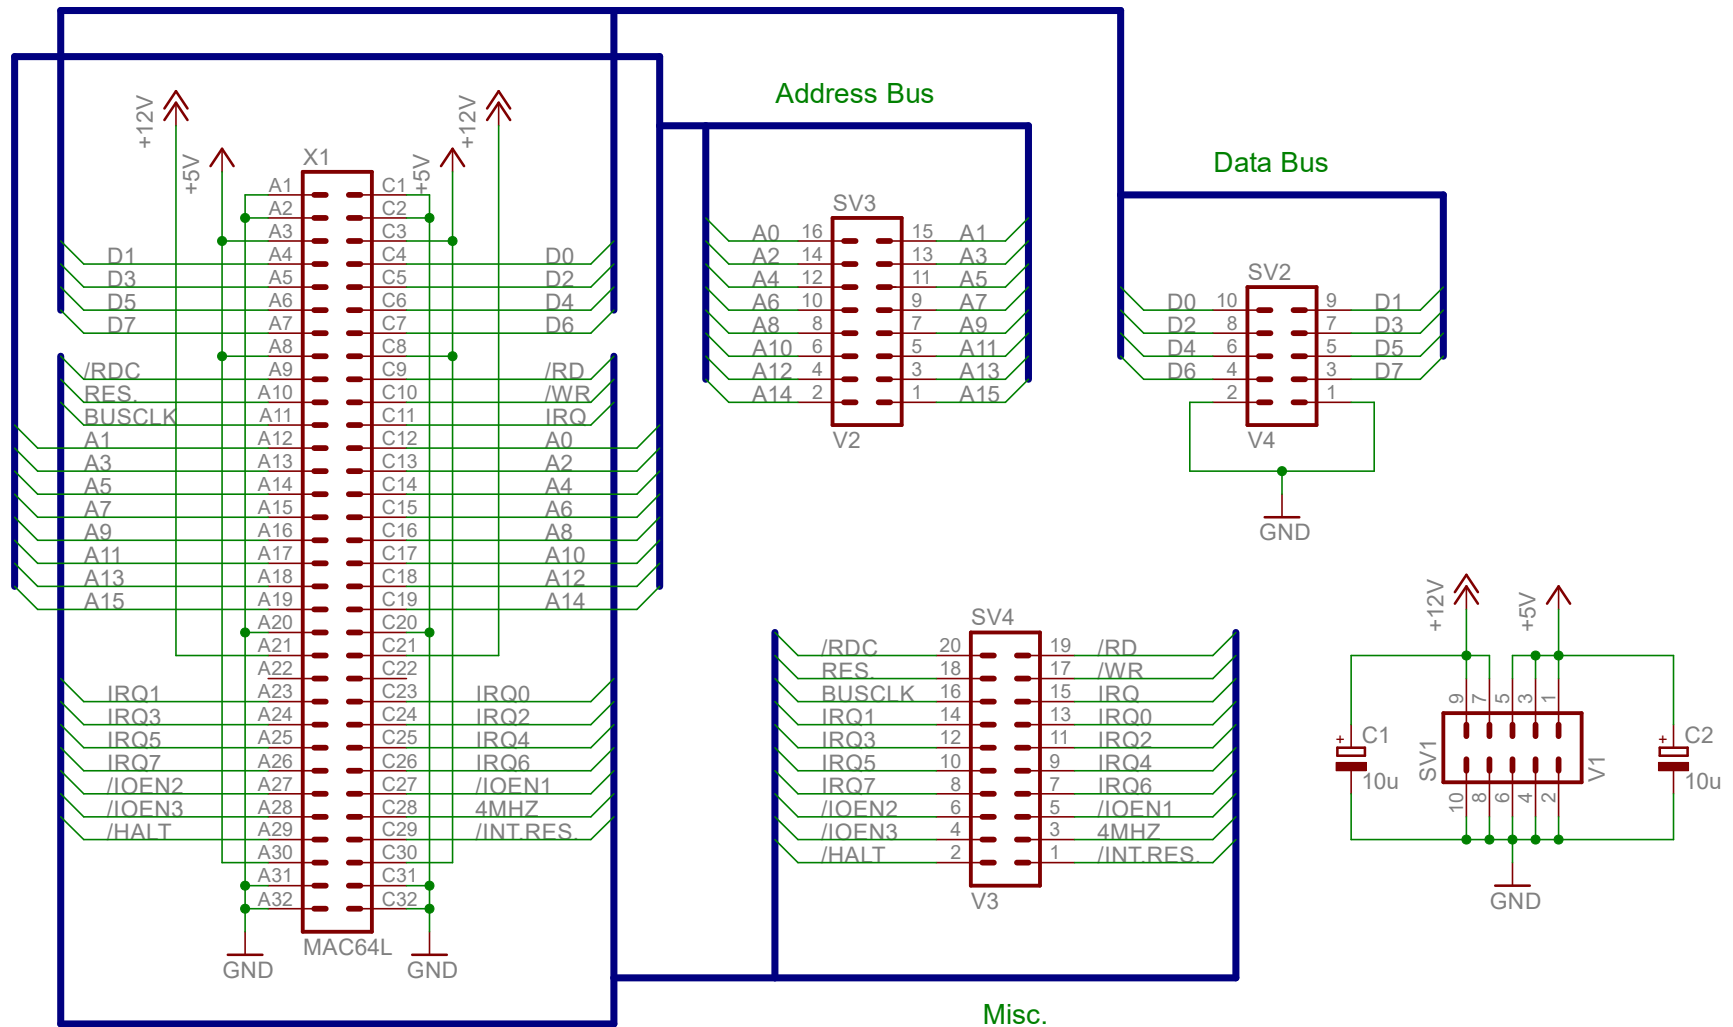 Address Bus
Data Bus
+12V
+12V
+5V
+5V
X1
A1 C1
A2 C2
A3 C3
D1 A4 C4 D0
D3 A5 C5 D2
D5 A6 C6 D4
D7 A7 C7 D6
A8 C8
/RDC A9 C9 /RD
RES. A10 C10 /WR
BUSCLK A11 C11 IRQ
A1 A12 C12 A0
A3 A13 C13 A2
A5 A14 C14 A4
A7 A15 C15 A6
A9 A16 C16 A8
A11 A17 C17 A10
A13 A18 C18 A12
A15 A19 C19 A14
A20 C20
A21 C21
A22 C22
IRQ1 A23 C23 IRQ0
IRQ3 A24 C24 IRQ2
IRQ5 A25 C25 IRQ4
IRQ7 A26 C26 IRQ6
/IOEN2 A27 C27 /IOEN1
/IOEN3 A28 C28 4MHZ
/HALT A29 C29 /INT.RES.
A30 C30
A31 C31
A32 C32
MAC64L
GND GND
SV3
A0 16 15 A1
A2 14 13 A3
A4 12 11 A5
A6 10 9 A7
A8 8 7 A9
A10 6 5 A11
A12 4 3 A13
A14 2 1 A15
V2
SV2
D0 10 9 D1
D2 8 7 D3
D4 6 5 D5
D6 4 3 D7
2 1
V4
GND
SV4
/RDC 20 19 /RD
RES. 18 17 /WR
BUSCLK 16 15 IRQ
IRQ1 14 13 IRQ0
IRQ3 12 11 IRQ2
IRQ5 10 9 IRQ4
IRQ7 8 7 IRQ6
/IOEN2 6 5 /IOEN1
/IOEN3 4 3 4MHZ
/HALT 2 1 /INT.RES.
V3
Misc.
+12V
+5V
9 7 5 3 1
+ C1
10u
SV1
V1
+ C2
10u
10 8 6 4 2
GND